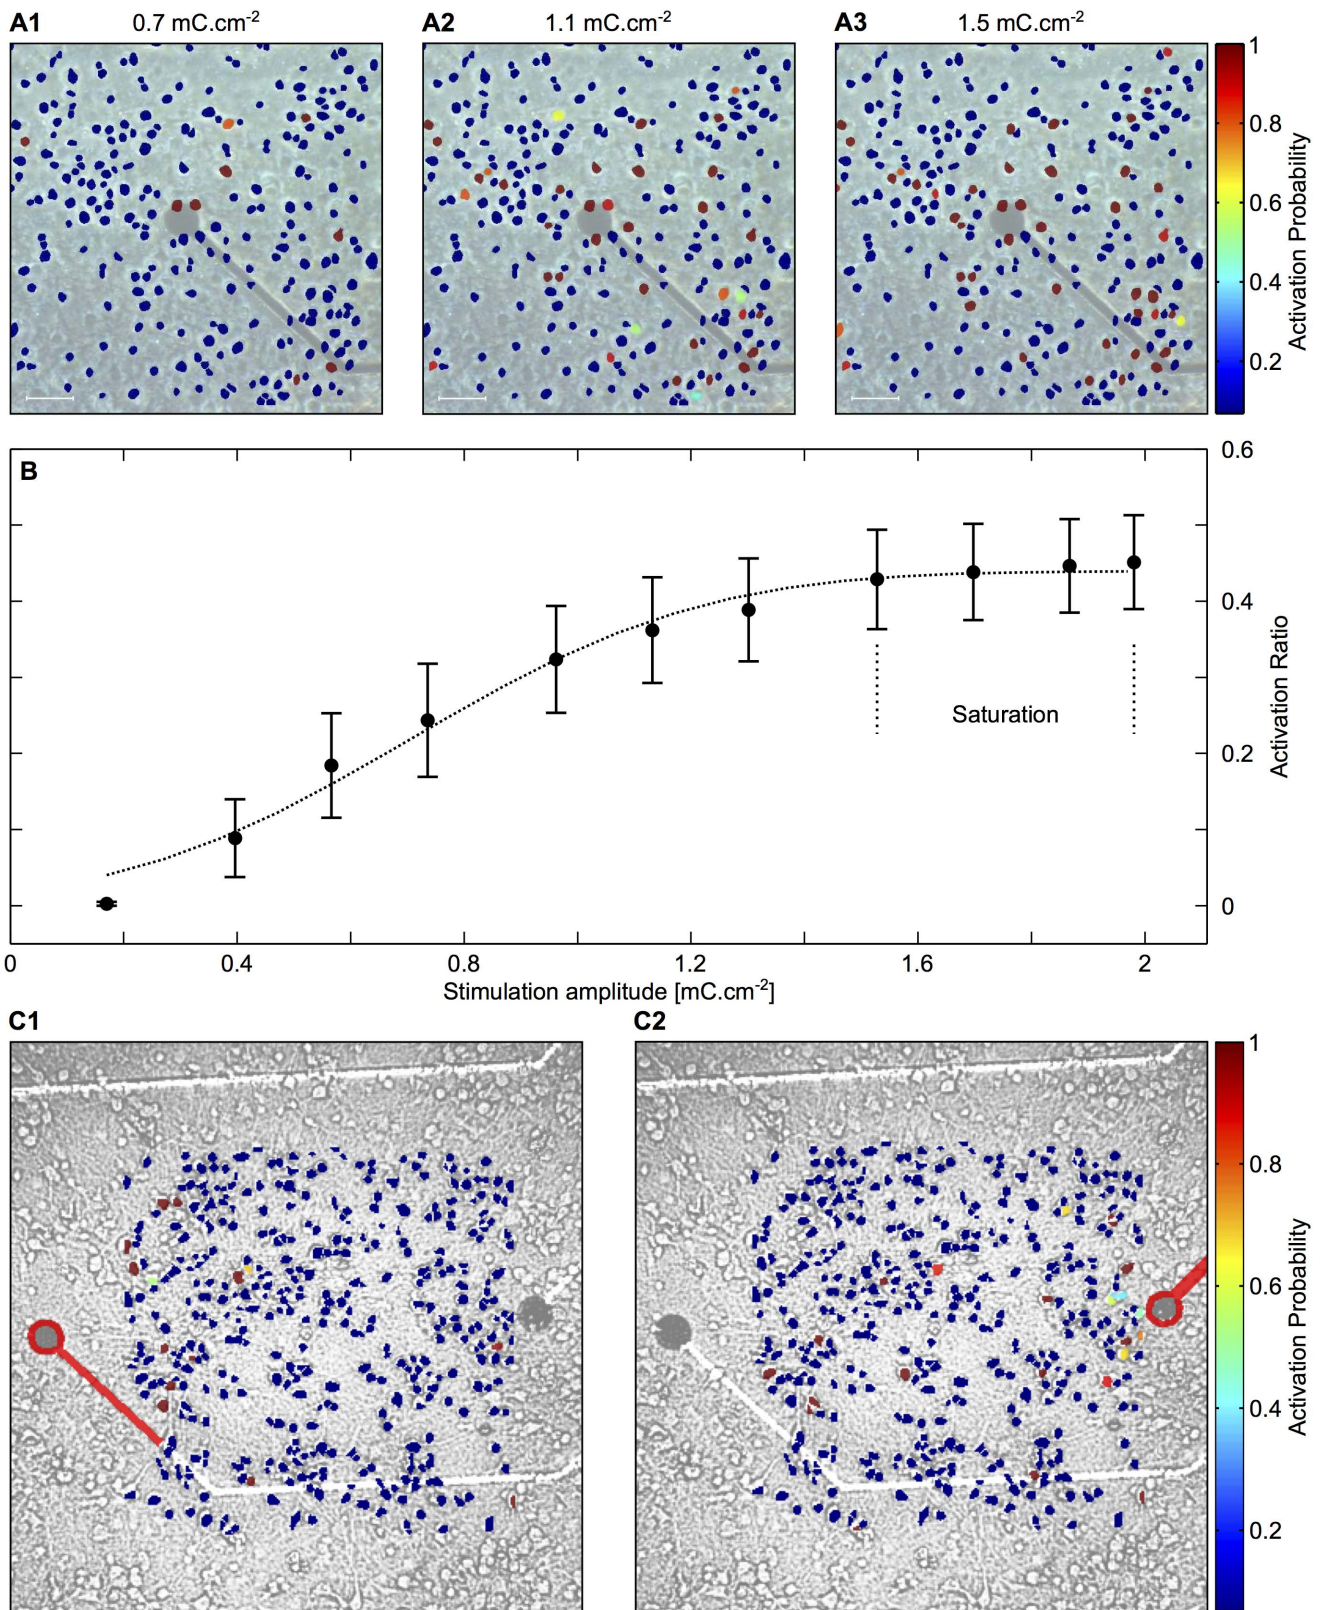 A1 0.7 mC.cm-2 A2 1.1 mC.cm-2 A3 1.5 mC.cm-2
1
0.8
0.6
0.4
0.2
Activation Probability
B
0.6
0.4
0.2
0
Activation Ratio
Saturation
0 0.4 0.8 1.2 1.6 2
Stimulation amplitude [mC.cm-2]
C1 C2
1
0.8
0.6
0.4
0.2
Activation Probability